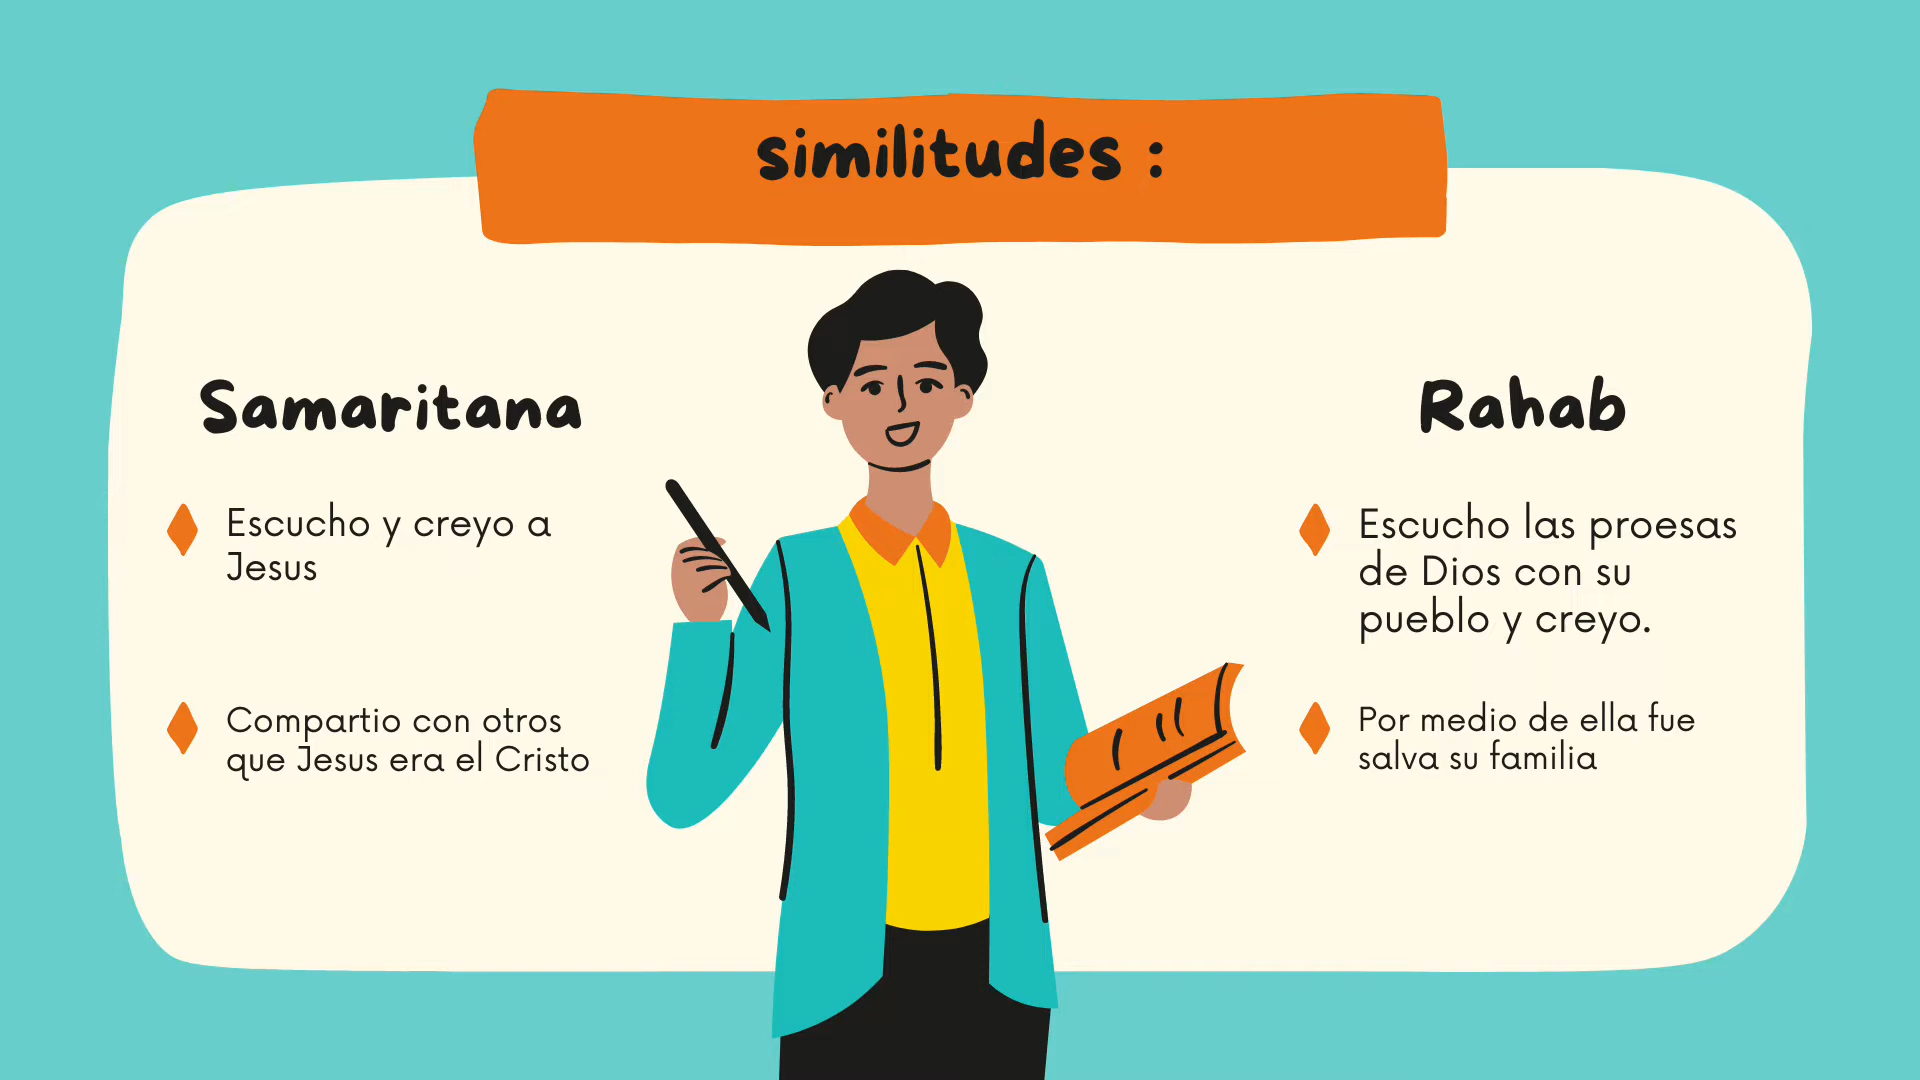 similitudes :
Samaritana
Escucho y creyo a
Jesus
Compartio con otros
que Jesus era el Cristo
Rahab
Escucho las proesas
de Dios con su
pueblo y creyo.
Por medio de ella fue
salva su familia